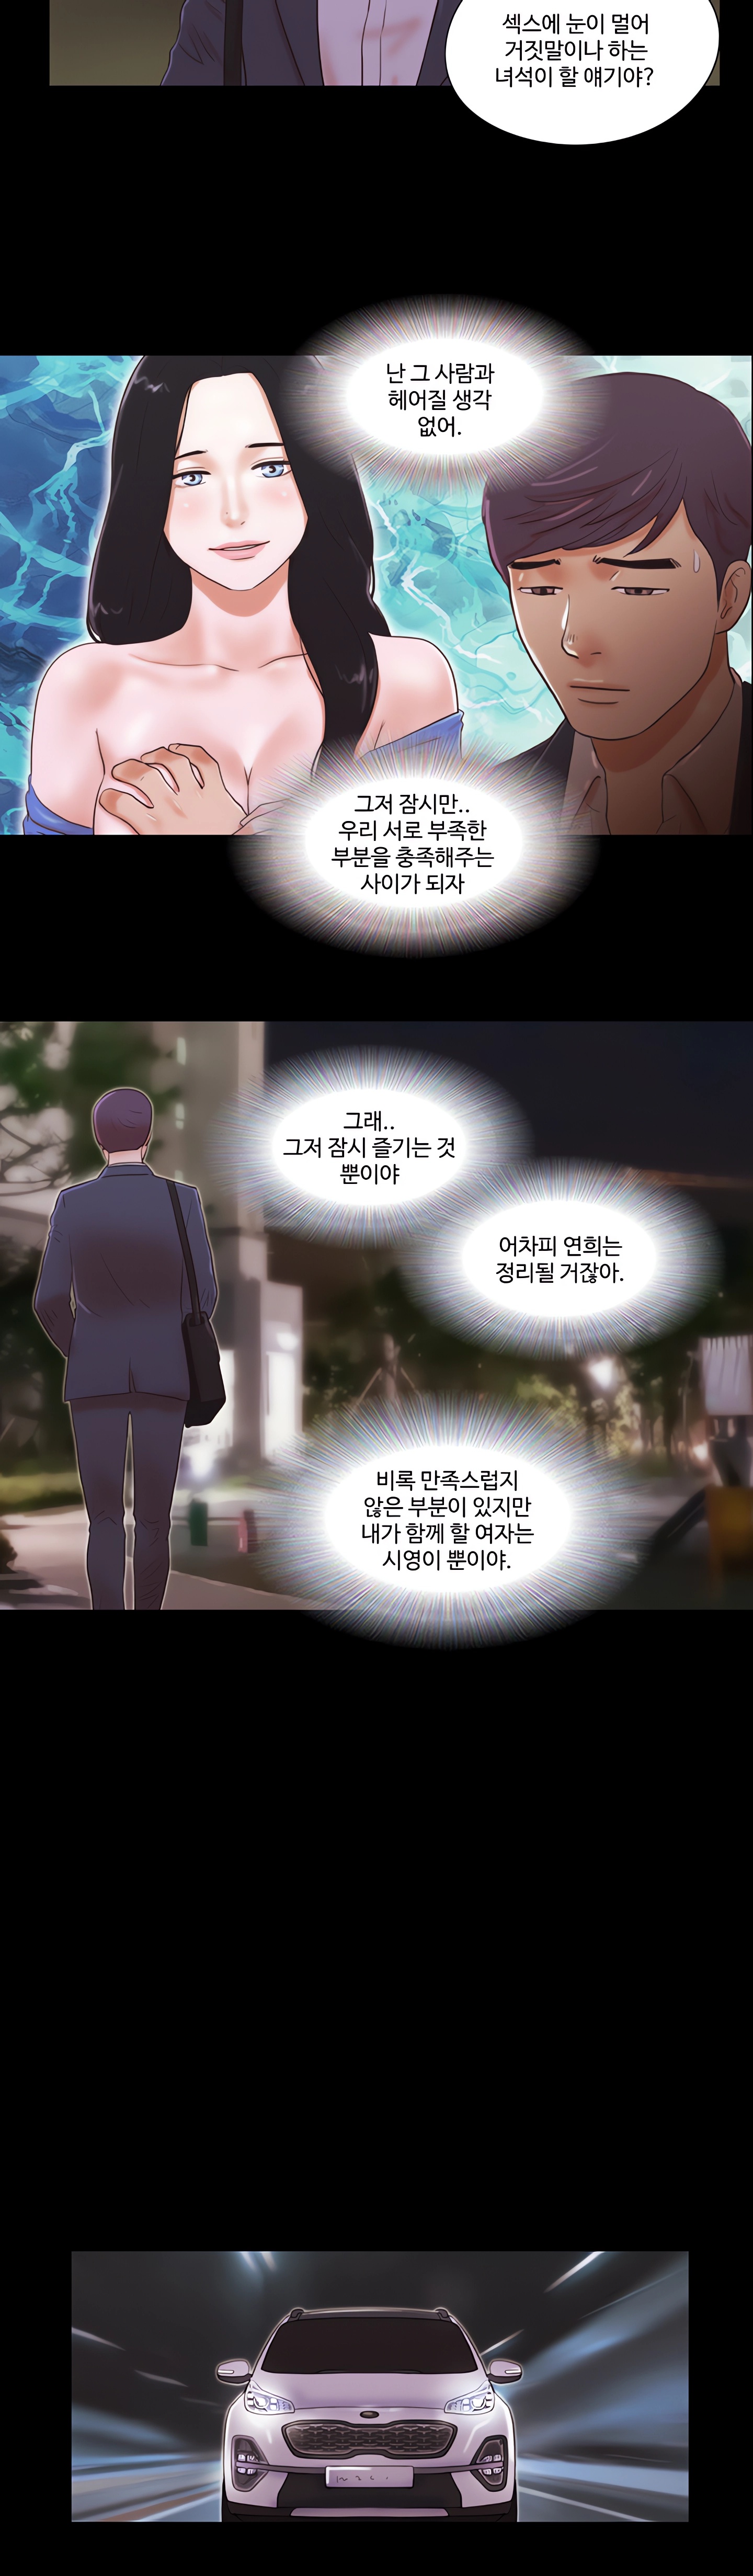 섹스에 눈이 멀어
거짓말이나 하는
녀석이 할 얘기야?
난 그 사람과
헤어질 생각
없어.
그저 잠시만..
우리 서로 부족한
부분을 충족해주는
사이가 되자
그래..
그저 잠시 즐기는 것
뿐이야
어차피 연희는
정리될 거잖아.
비록 만족스럽지
않은 부분이 있지만
내가 함께 할 여자는
시영이 뿐이야.